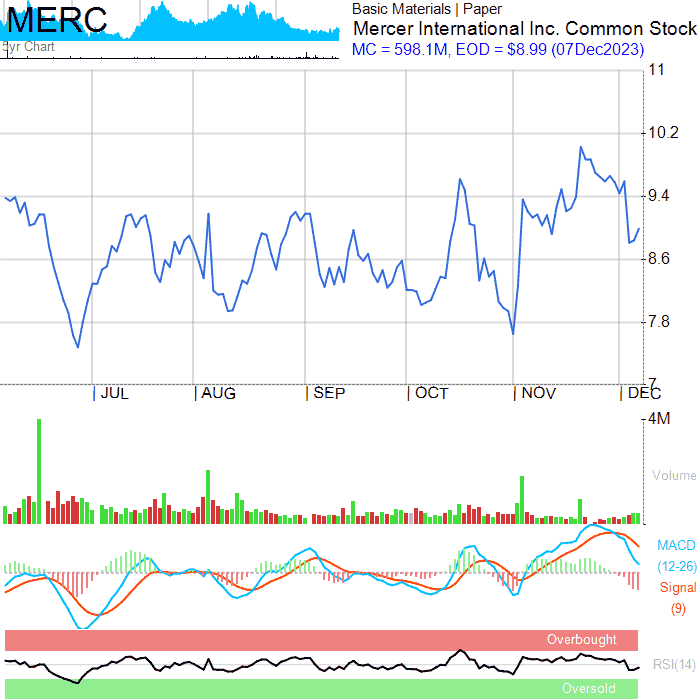 MERC
5yr Chart
Basic Materials | Paper
Mercer International Inc. Common Stock
MC = 598.1M, EOD = $8.99 (07Dec2023)
11
10.2
9.4
8.6
7.8
7
JUL AUG SEP OCT NOV DEC
4M
Volume
MACD
(12-26)
Signal
(9)
Overbought
RSI(14)
Oversold